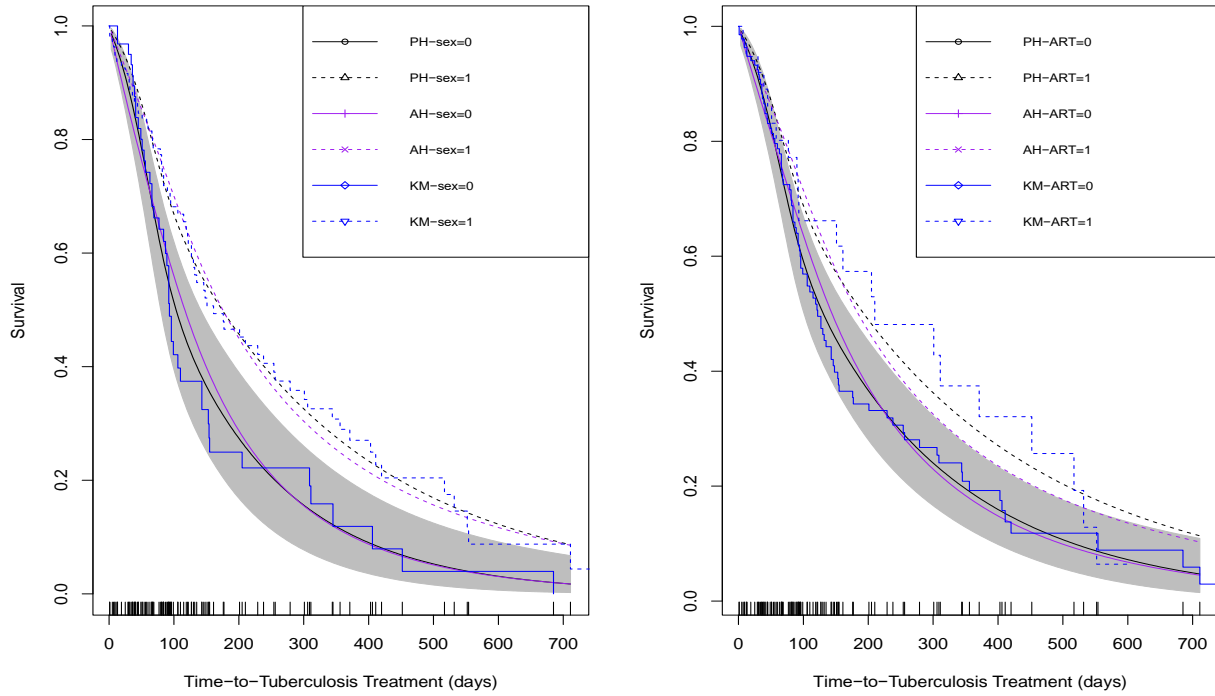 PH−sex=0
PH−sex=1
AH−sex=0
AH−sex=1
KM−sex=0
KM−sex=1
1.0
0.8
0.6
0.4
0.2
0.0
Survival
0 100 200 300 400 500 600 700
Time−to−Tuberculosis Treatment (days)
PH−ART=0
PH−ART=1
AH−ART=0
AH−ART=1
KM−ART=0
KM−ART=1
1.0
0.8
0.6
0.4
0.2
0.0
Survival
0 100 200 300 400 500 600 700
Time−to−Tuberculosis Treatment (days)